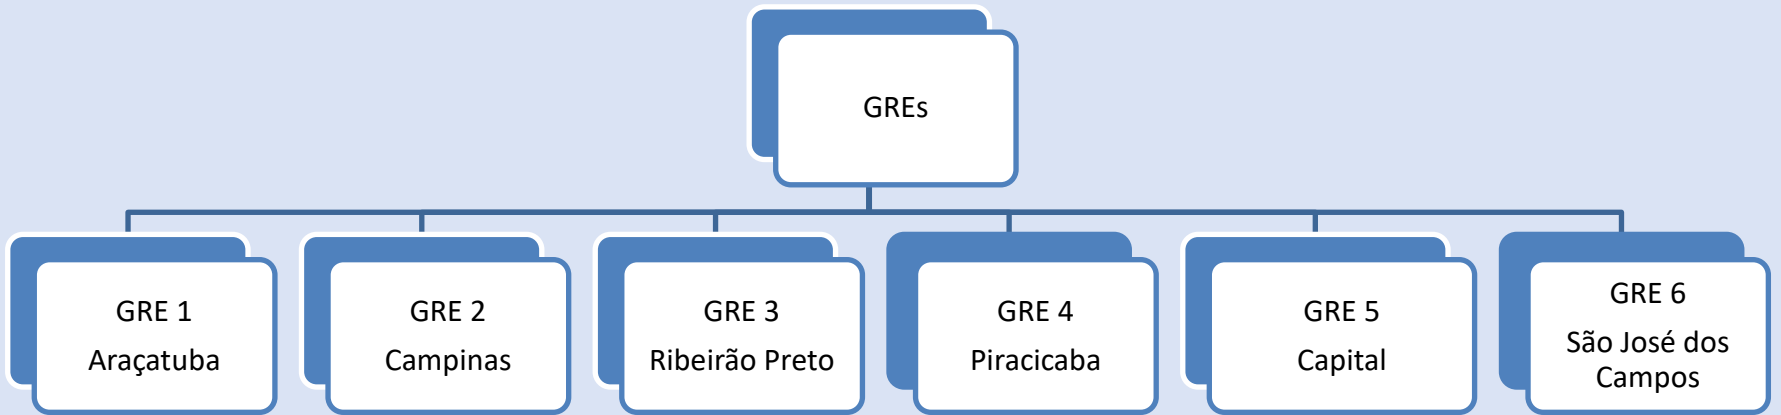 GREs
GRE 1
Araçatuba
GRE 2
Campinas
GRE 3
Ribeirão Preto
GRE 4
Piracicaba
GRE 5
Capital
GRE 6
São José dos
Campos